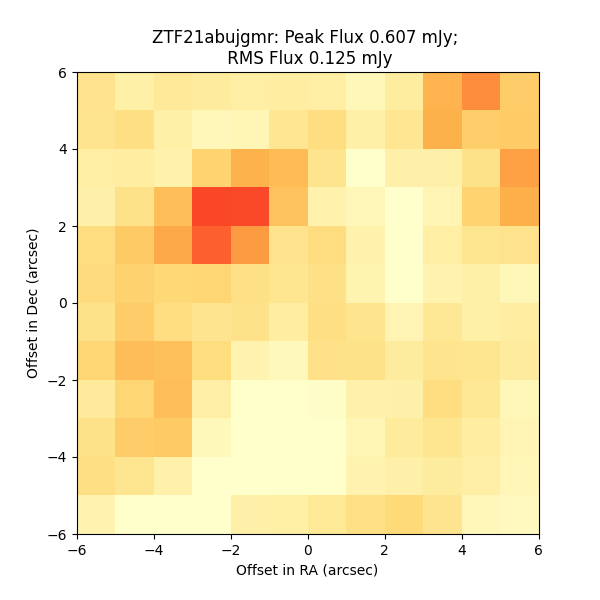 ZTF21abujgmr: Peak Flux 0.607 mJy;
RMS Flux 0.125 mJy
6
4
2
0
−2
−4
−6
Offset in Dec (arcsec)
−6 −4 −2 0 2 4 6
Offset in RA (arcsec)